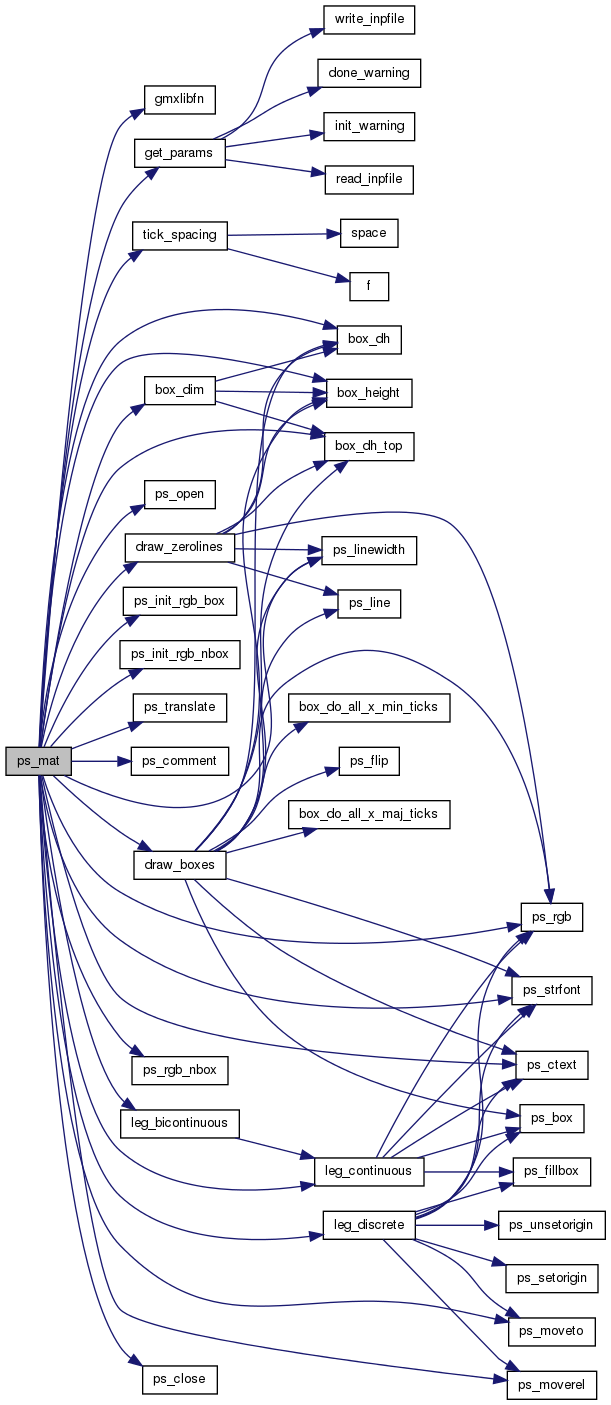 write_inpfile
done_warning
gmxlibfn
init_warning
get_params
read_inpfile
tick_spacing
space
f
box_dh
box_dim
box_height
box_dh_top
ps_open
draw_zerolines
ps_linewidth
ps_init_rgb_box
ps_line
ps_init_rgb_nbox
ps_translate
box_do_all_x_min_ticks
ps_mat
ps_comment
ps_flip
box_do_all_x_maj_ticks
draw_boxes
ps_rgb
ps_strfont
ps_ctext
ps_rgb_nbox
ps_box
leg_bicontinuous
leg_continuous
ps_fillbox
leg_discrete
ps_unsetorigin
ps_setorigin
ps_moveto
ps_close
ps_moverel